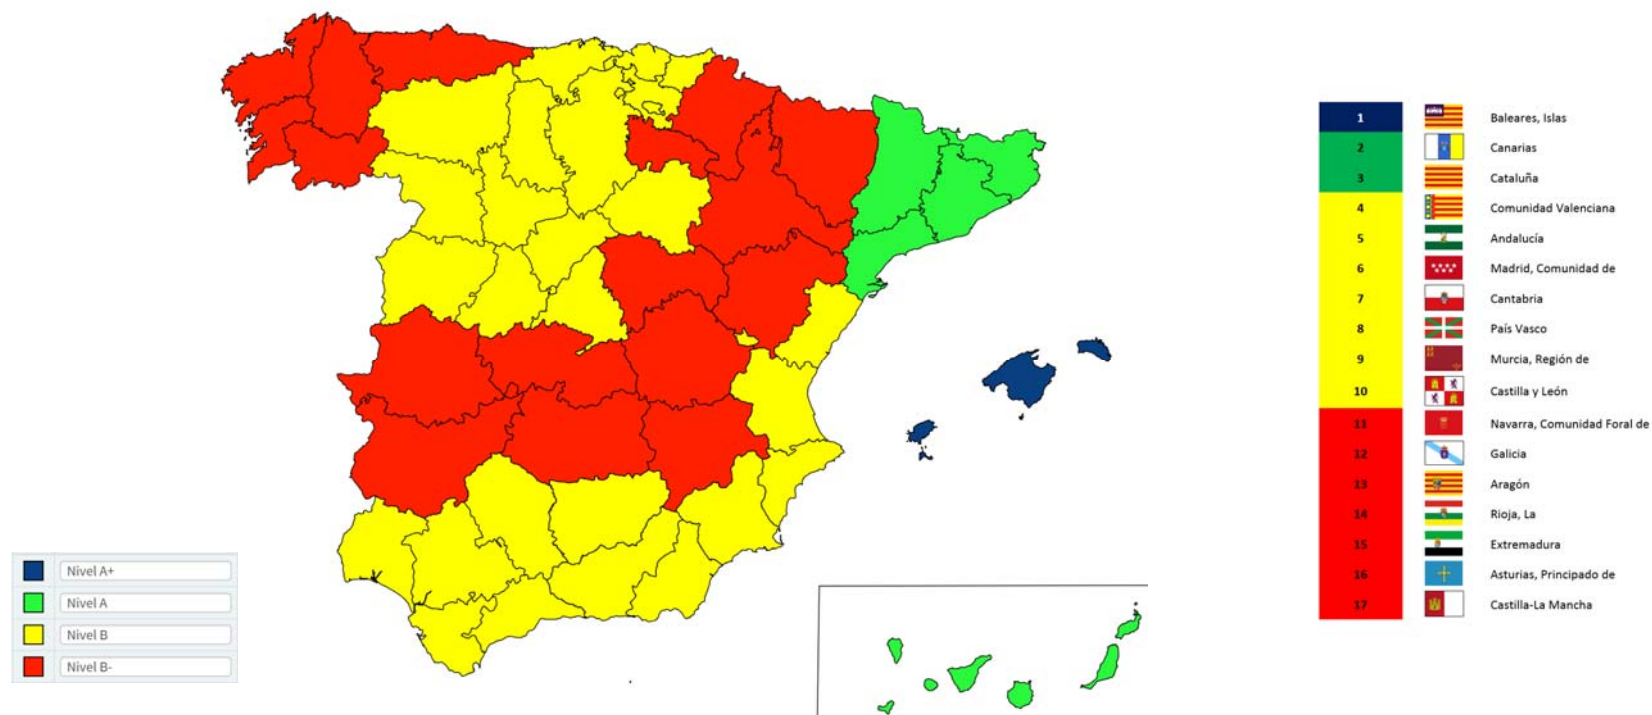 Nivel A+
Nivel A
Nivel B
Nivel B-
1 Baleares, Islas
2 Canarias
3 Cataluña
4 Comunidad Valenciana
5 Andalucía
6 Madrid, Comunidad de
7 Cantabria
8 País Vasco
9 Murcia, Región de
10 Castilla y León
11 Navarra, Comunidad Foral de
12 Galicia
13 Aragón
14 Rioja, La
15 Extremadura
16 Asturias, Principado de
17 Castilla-La Mancha